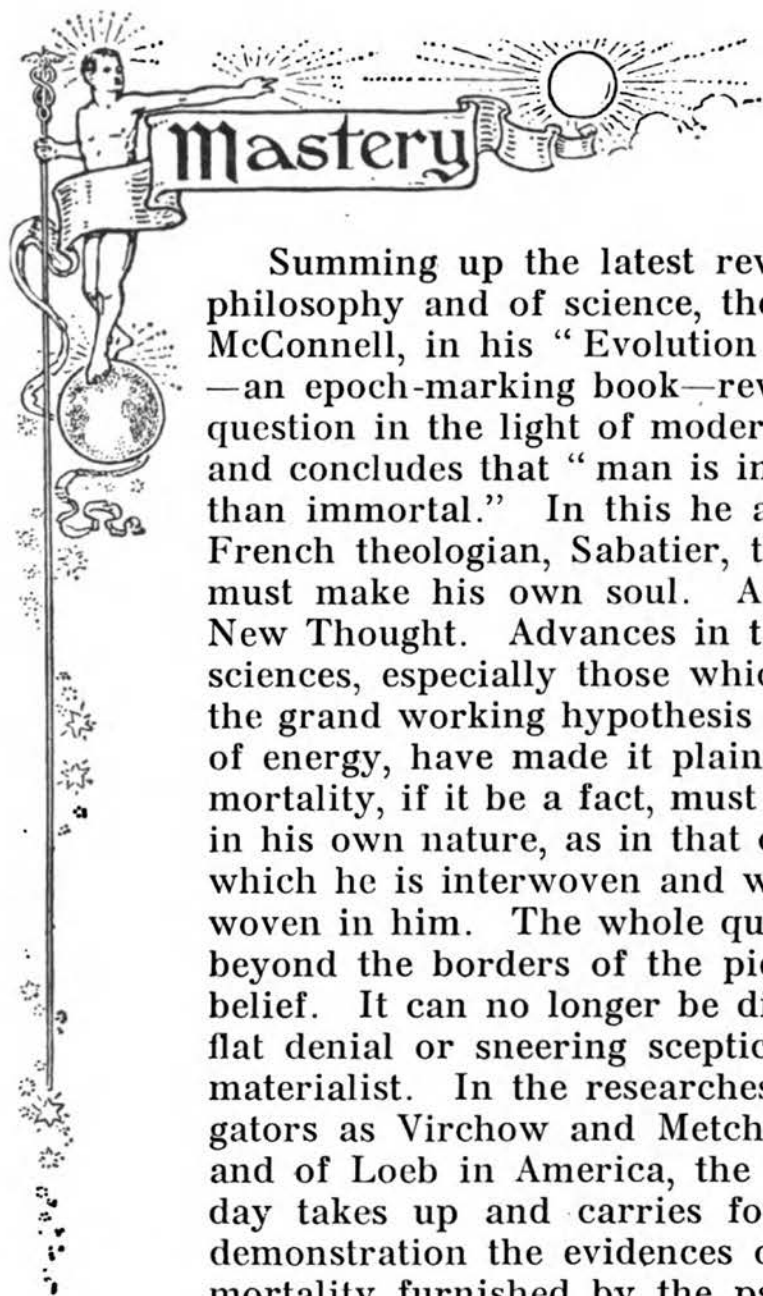 Mastery
Summing up the latest rev
philosophy and of science, the
McConnell, in his “Evolution
—an epoch-marking book—rev
question in the light of moder
and concludes that “man is in
than immortal.” In this he a
French theologian, Sabatier, t
must make his own soul. A
New Thought. Advances in t
sciences, especially those whic
the grand working hypothesis
of energy, have made it plain
mortality, if it be a fact, must
in his own nature, as in that
which he is interwoven and w
woven in him. The whole qu
beyond the borders of the pie
belief. It can no longer be di
flat denial or sneering sceptic
materialist. In the researches
gators as Virchow and Metch
and of Loeb in America, the
day takes up and carries fo
demonstration the evidences o
mortality furnished by the ps